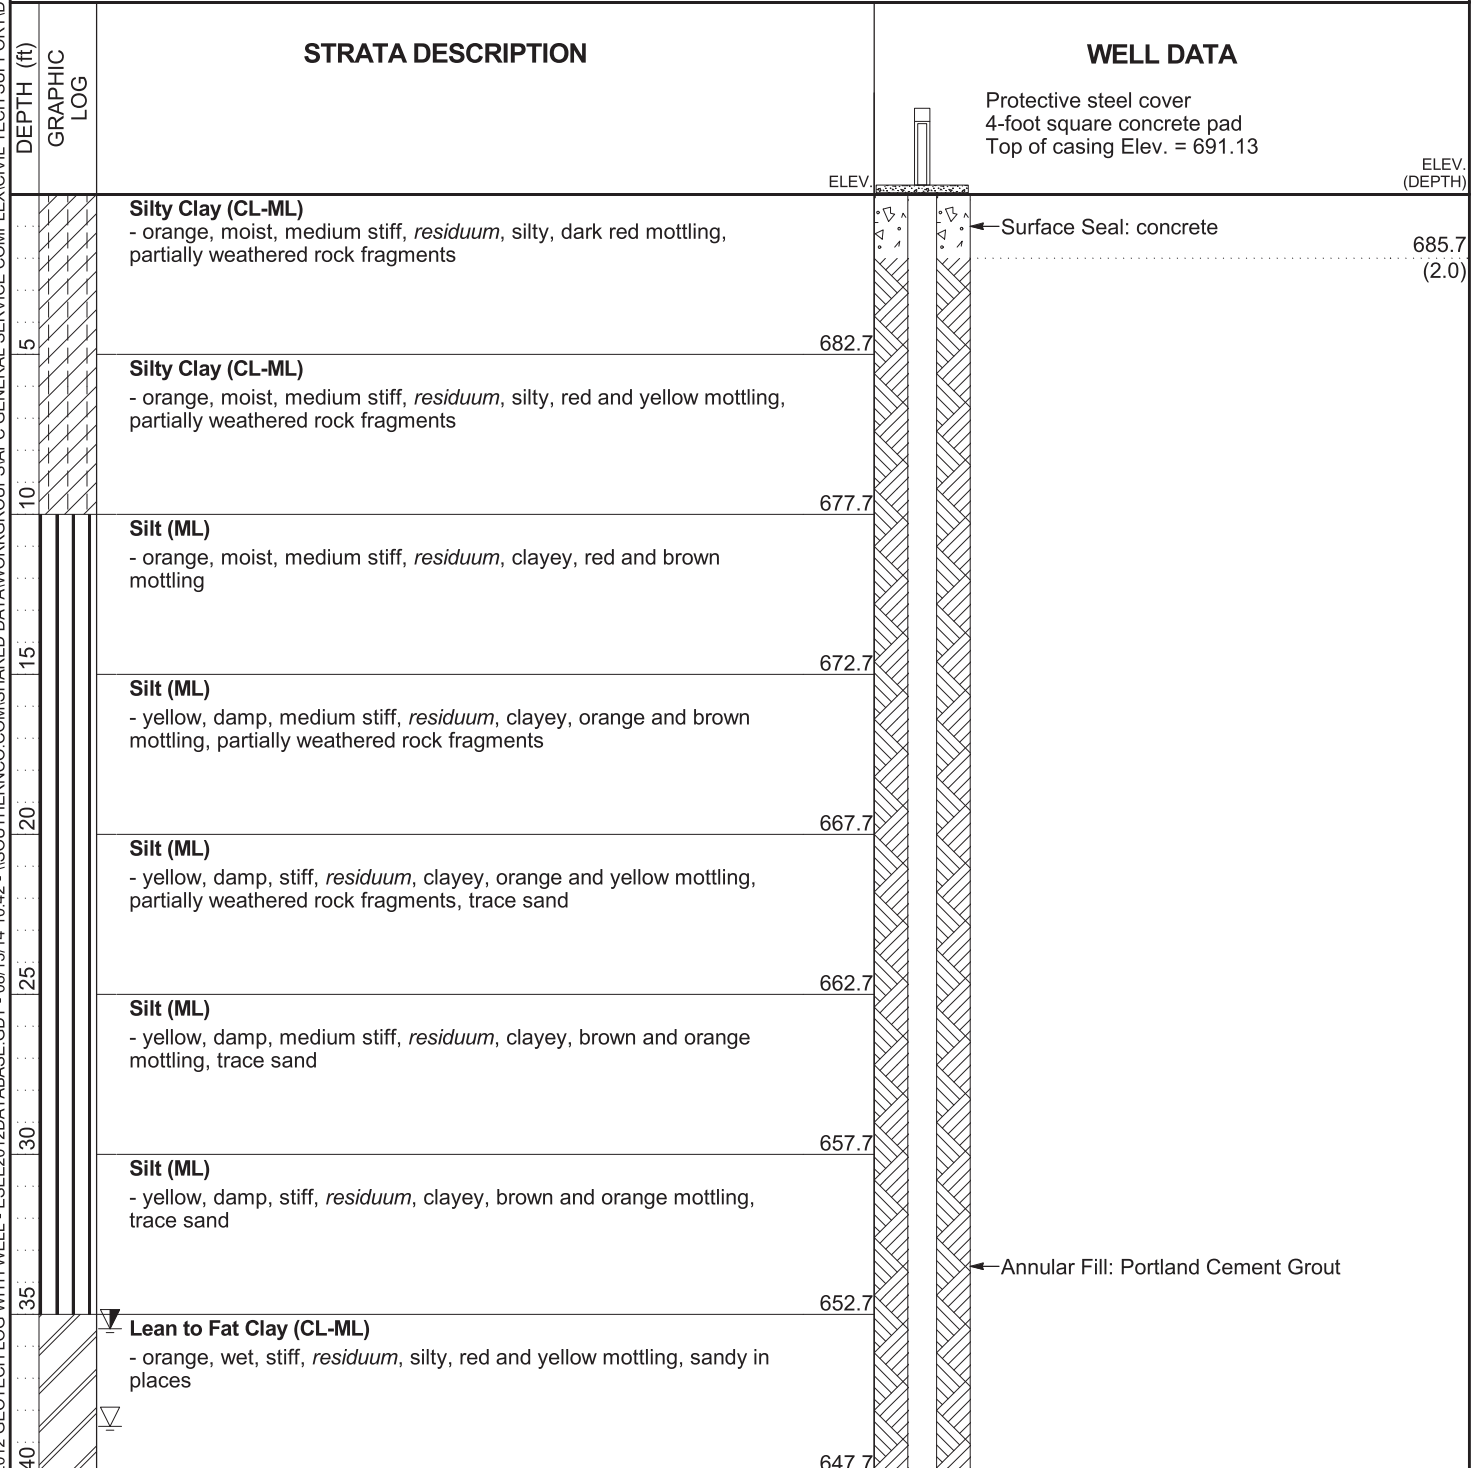 DEPTH (ft)
GRAPHIC
LOG
STRATA DESCRIPTION
ELEV.
WELL DATA
Protective steel cover
4-foot square concrete pad
Top of casing Elev. = 691.13
ELEV.
(DEPTH)
Silty Clay (CL-ML)
- orange, moist, medium stiff, residuum, silty, dark red mottling,
partially weathered rock fragments
Surface Seal: concrete
685.7
(2.0)
5
682.7
Silty Clay (CL-ML)
- orange, moist, medium stiff, residuum, silty, red and yellow mottling,
partially weathered rock fragments
10
677.7
Silt (ML)
- orange, moist, medium stiff, residuum, clayey, red and brown
mottling
15
672.7
Silt (ML)
- yellow, damp, medium stiff, residuum, clayey, orange and brown
mottling, partially weathered rock fragments
20
667.7
Silt (ML)
- yellow, damp, stiff, residuum, clayey, orange and yellow mottling,
partially weathered rock fragments, trace sand
25
662.7
Silt (ML)
- yellow, damp, medium stiff, residuum, clayey, brown and orange
mottling, trace sand
30
657.7
Silt (ML)
- yellow, damp, stiff, residuum, clayey, brown and orange mottling,
trace sand
Annular Fill: Portland Cement Grout
35
652.7
Lean to Fat Clay (CL-ML)
- orange, wet, stiff, residuum, silty, red and yellow mottling, sandy in
places
40
647.7